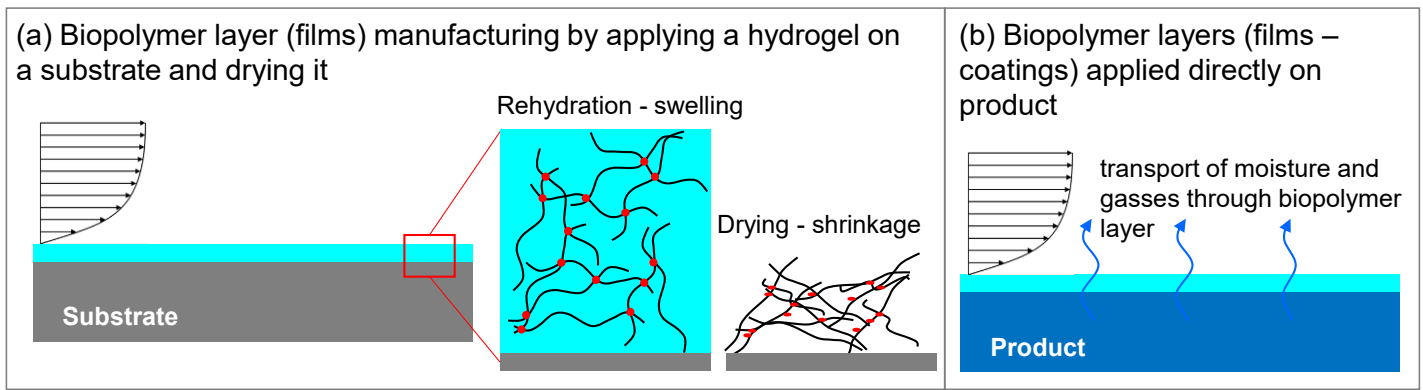 (a) Biopolymer layer (films) manufacturing by applying a hydrogel on
a substrate and drying it
Rehydration - swelling
Drying - shrinkage
Substrate
(b) Biopolymer layers (films –
coatings) applied directly on
product
transport of moisture and
gasses through biopolymer
layer
Product